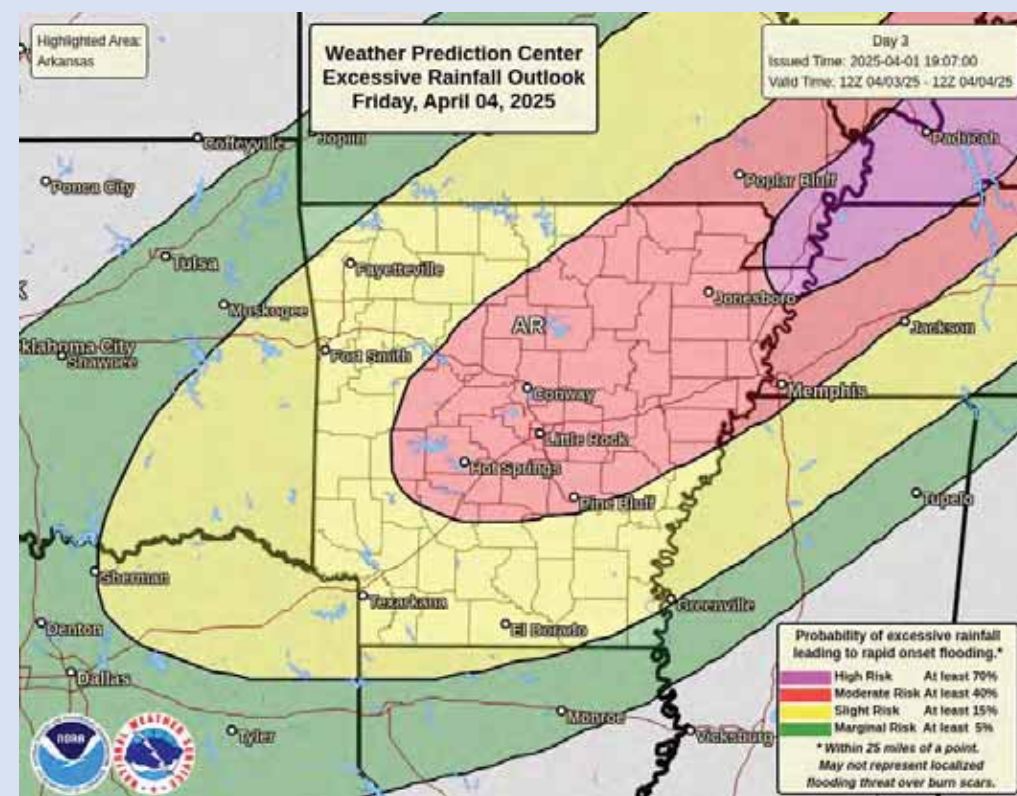 Highlighted Area:
Arkansas
Weather Prediction Center
Excessive Rainfall Outlook
Friday, April 04, 2025
Day 3
Issued Time: 2025-04-01 19:07:00
Valid Time: 12Z 04/03/25 - 12Z 04/04/25
Coffeyville
Joplin
Paducah
Ponca City
Poplar Bluff
Tulsa
Fayetteville
Muskogee
Jonesboro
AR
Jackson
klahoma City
Shawnee
Fort Smith
Conway
Memphis
Little Rock
Hot Springs
Pine Bluff
Tupelo
Sherman
Texarkana
Greenville
Denton
El Dorado
Dallas
Monroe
Tyler
Vicksburg
Probability of excessive rainfall
leading to rapid onset flooding.*
High Risk At least 70%
Moderate Risk At least 40%
Slight Risk At least 15%
Marginal Risk At least 5%
* Within 25 miles of a point.
May not represent localized
flooding threat over burn scars.
NOAA
NATIONAL WEATHER SERVICE